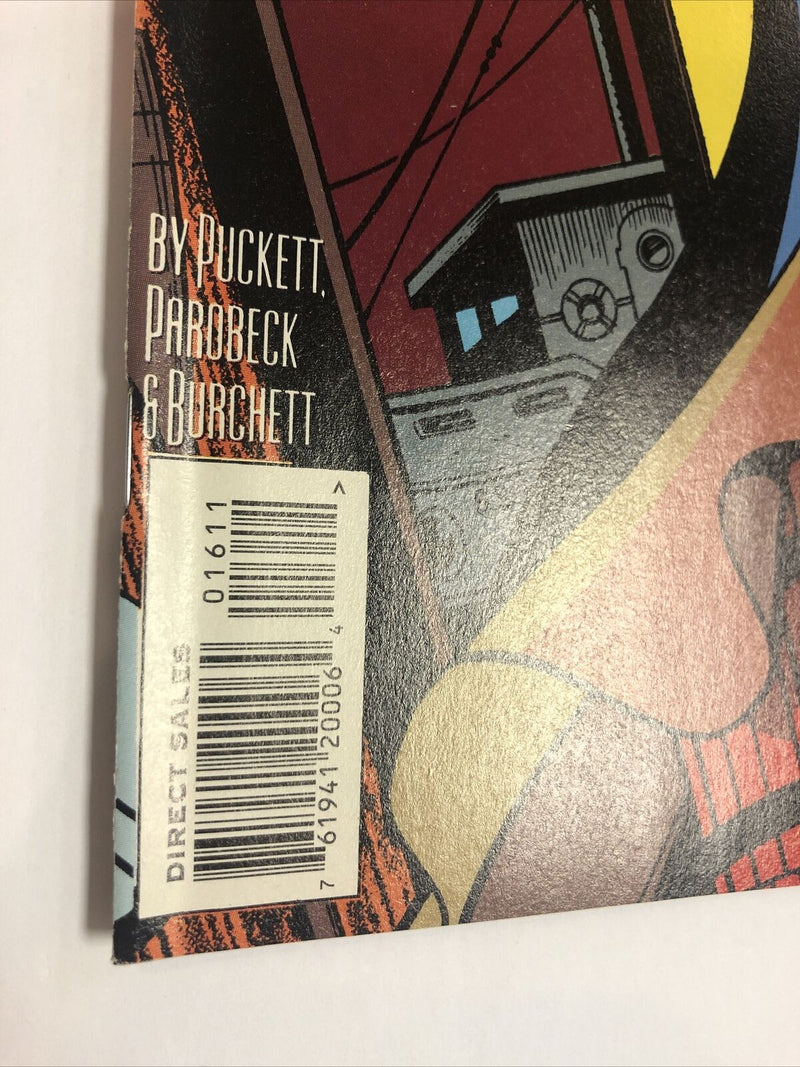 BY PUCKETT,
PAROBECK
& BURCHETT
01611
>
DIRECT SALES
7 61941 20006 4